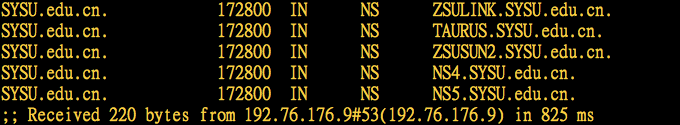 SYSU.edu.cn. 172800 IN NS ZSULINK.SYSU.edu.cn.
SYSU.edu.cn. 172800 IN NS TAURUS.SYSU.edu.cn.
SYSU.edu.cn. 172800 IN NS ZSUSUN2.SYSU.edu.cn.
SYSU.edu.cn. 172800 IN NS NS4.SYSU.edu.cn.
SYSU.edu.cn. 172800 IN NS NS5.SYSU.edu.cn.
;; Received 220 bytes from 192.76.176.9#53(192.76.176.9) in 825 ms